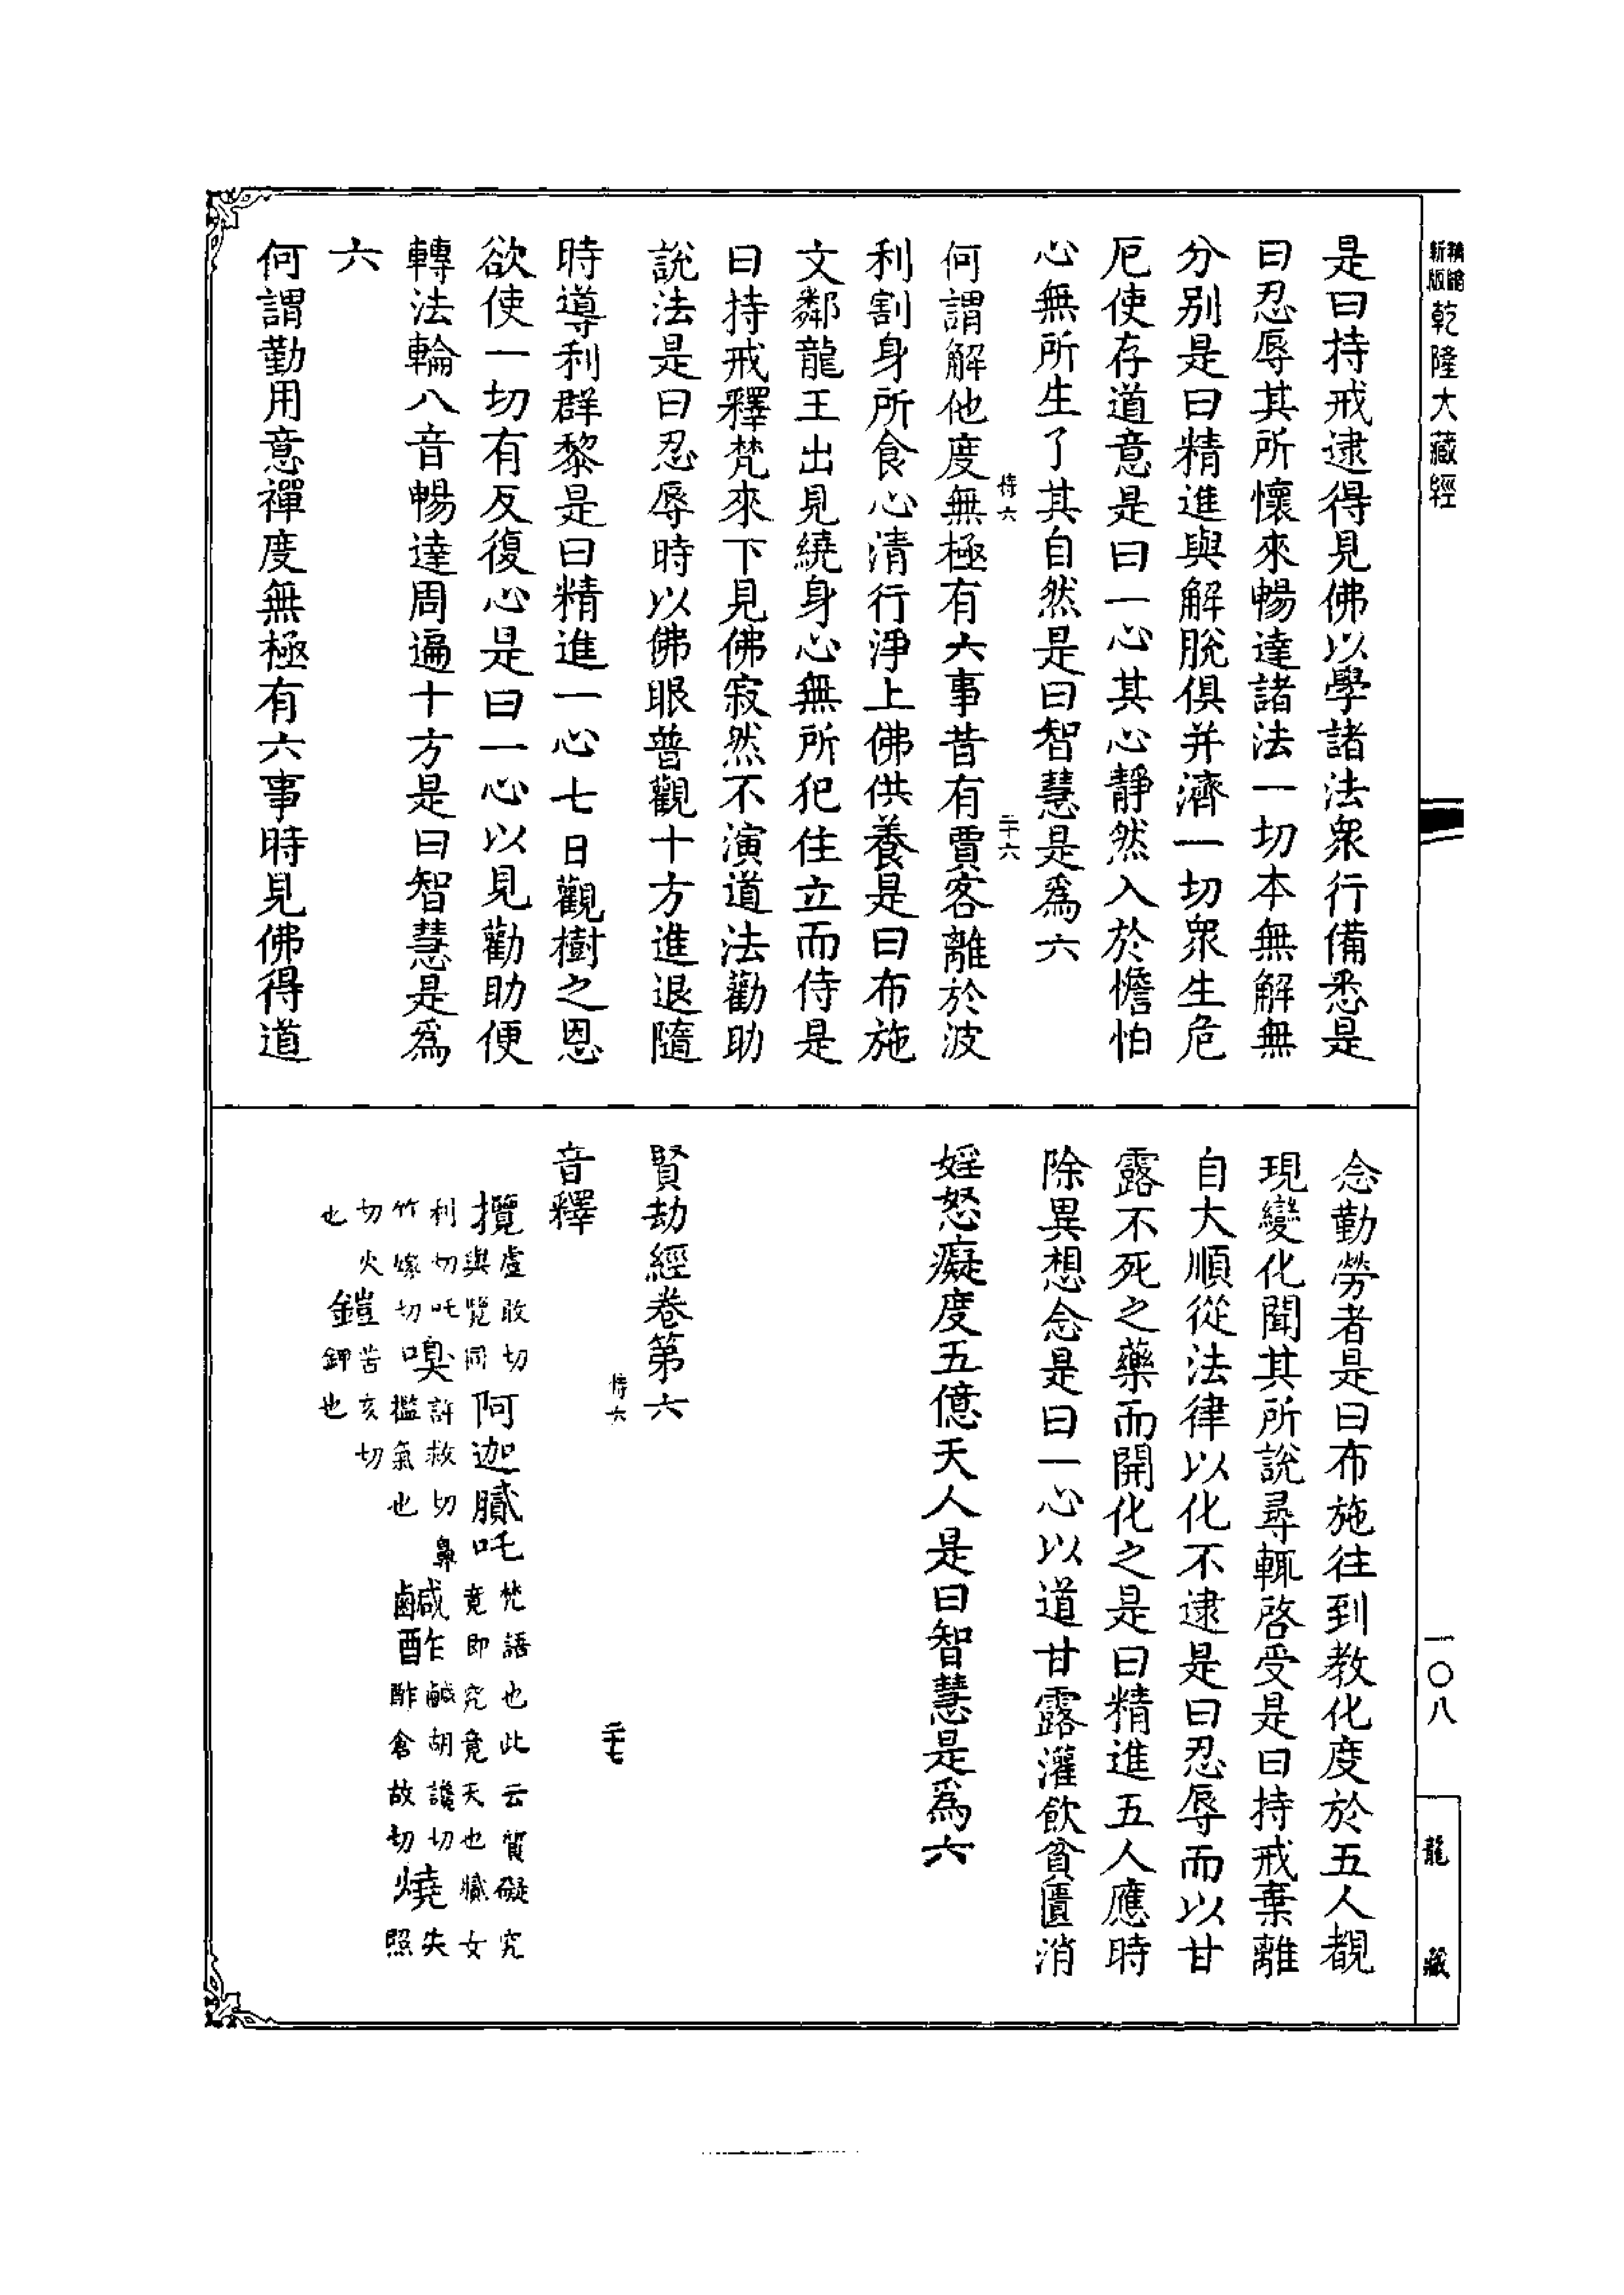 乾隆大藏經
是曰持戒逮得見佛以學諸法衆行備悉是
曰忍辱其所懷來暢達諸法一切本無解無
分别是曰精進與解脫俱并濟一切衆生危
厄使存道意是曰一心其心靜然入於憺怕
心無所生了其自然是曰智慧是爲六
二十六
何謂解他度無極有六事昔有賈客離於波
利割身所食心清行淨上佛供養是曰布施
文鄰龍王出見繞身心無所犯住立而侍是
曰持戒釋梵來下見佛寂然不演道法勸助
說法是曰忍辱時以佛眼普觀十方進退隨
時導利群黎是曰精進一心七日觀樹之恩
欲使一切有反復心是曰一心以見勸助便
轉法輪八音暢達周遍十方是曰智慧是爲
六
何謂勤用意禪度無極有六事時見佛得道
念勤勞者是曰布施往到教化度於五人覩
現變化聞其所說尋輒啓受是曰持戒棄離
自大順從法律以化不逮是曰忍辱而以甘
露不死之藥而開化之是曰精進五人應時
除異想念是曰一心以道甘露灌飲貧匱消
婬怒癡度五億天人是曰智慧是爲六
賢劫經卷第六
二十七
音釋
攬盧敢切與覽同 阿迦膩吒梵語也此云質礙究竟即究竟天也膩女
利切吒竹嫁切 嗅許救切鼻㰔氣也 鹹酢鹹胡讒切酢倉故切 燒失照
切火也 鎧苦亥切鉀也
一〇八
龍藏